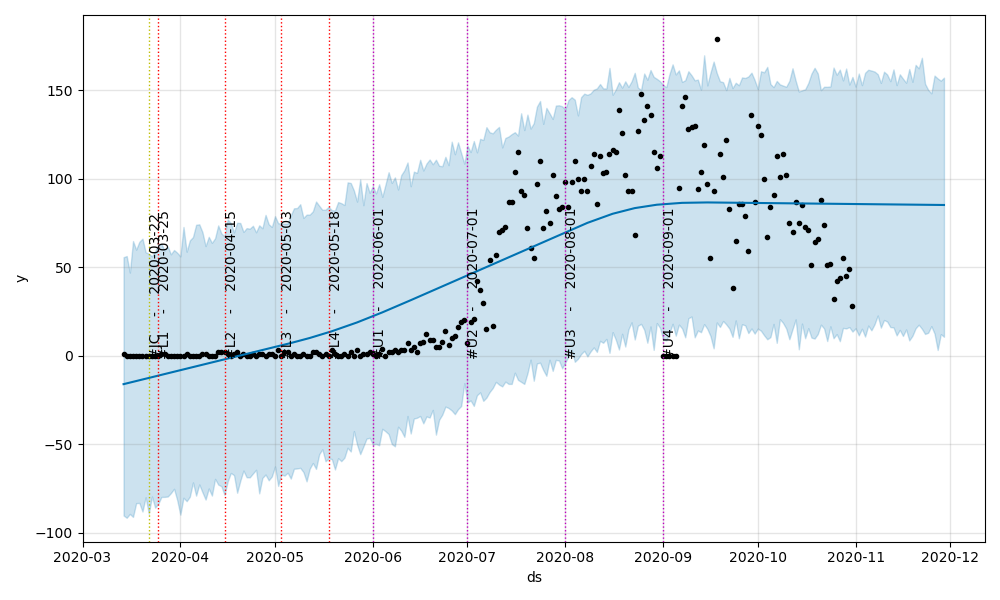 y
150
100
50
0
−50
−100
#JC - 2020-03-22
#L1 - 2020-03-25
#L2 - 2020-04-15
#L3 - 2020-05-03
#L4 - 2020-05-18
#U1 - 2020-06-01
#U2 - 2020-07-01
#U3 - 2020-08-01
#U4 - 2020-09-01
2020-03 2020-04 2020-05 2020-06 2020-07 2020-08 2020-09 2020-10 2020-11 2020-12
ds